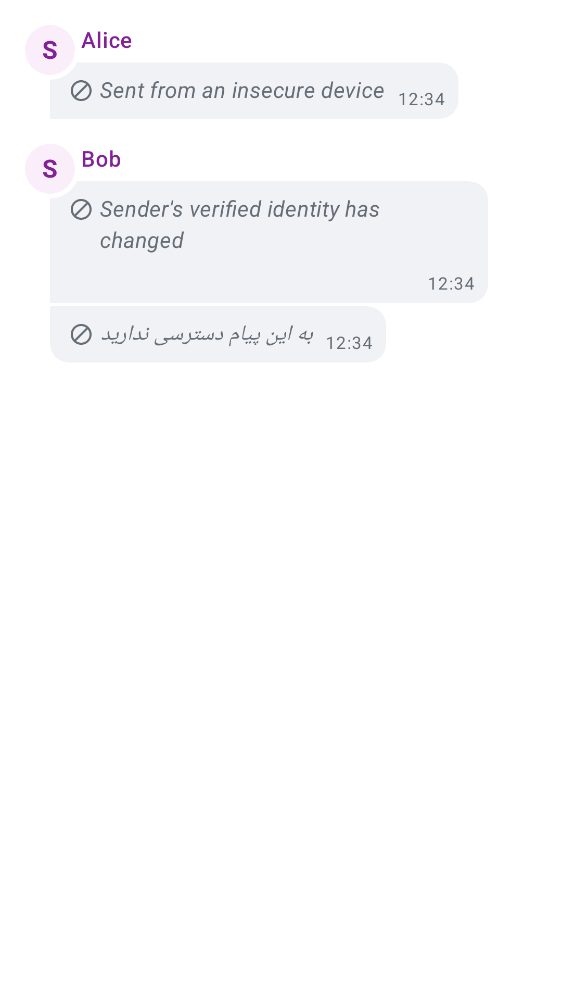 S
Alice
Sent from an insecure device
12:34
S
Bob
Sender's verified identity has
changed
12:34
به این پیام دسترسی ندارید
12:34